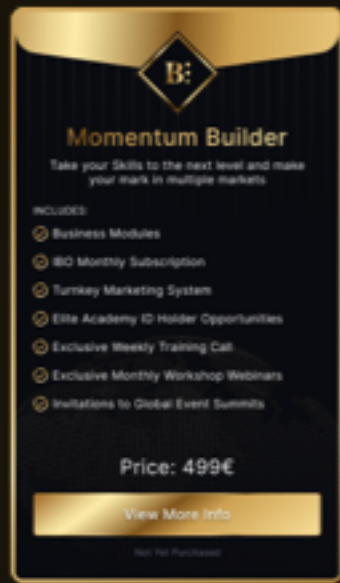 B
Momentum Builder
Take your Skills to the next level and make
your mark in multiple markets
INCLUDES:
Business Modules
IBO Monthly Subscription
Turnkey Marketing System
Elite Academy ID Holder Opportunities
Exclusive Weekly Training Call
Exclusive Monthly Workshop Webinars
Invitations to Global Event Summits
Price: 499€
View More Info
Not Yet Purchased